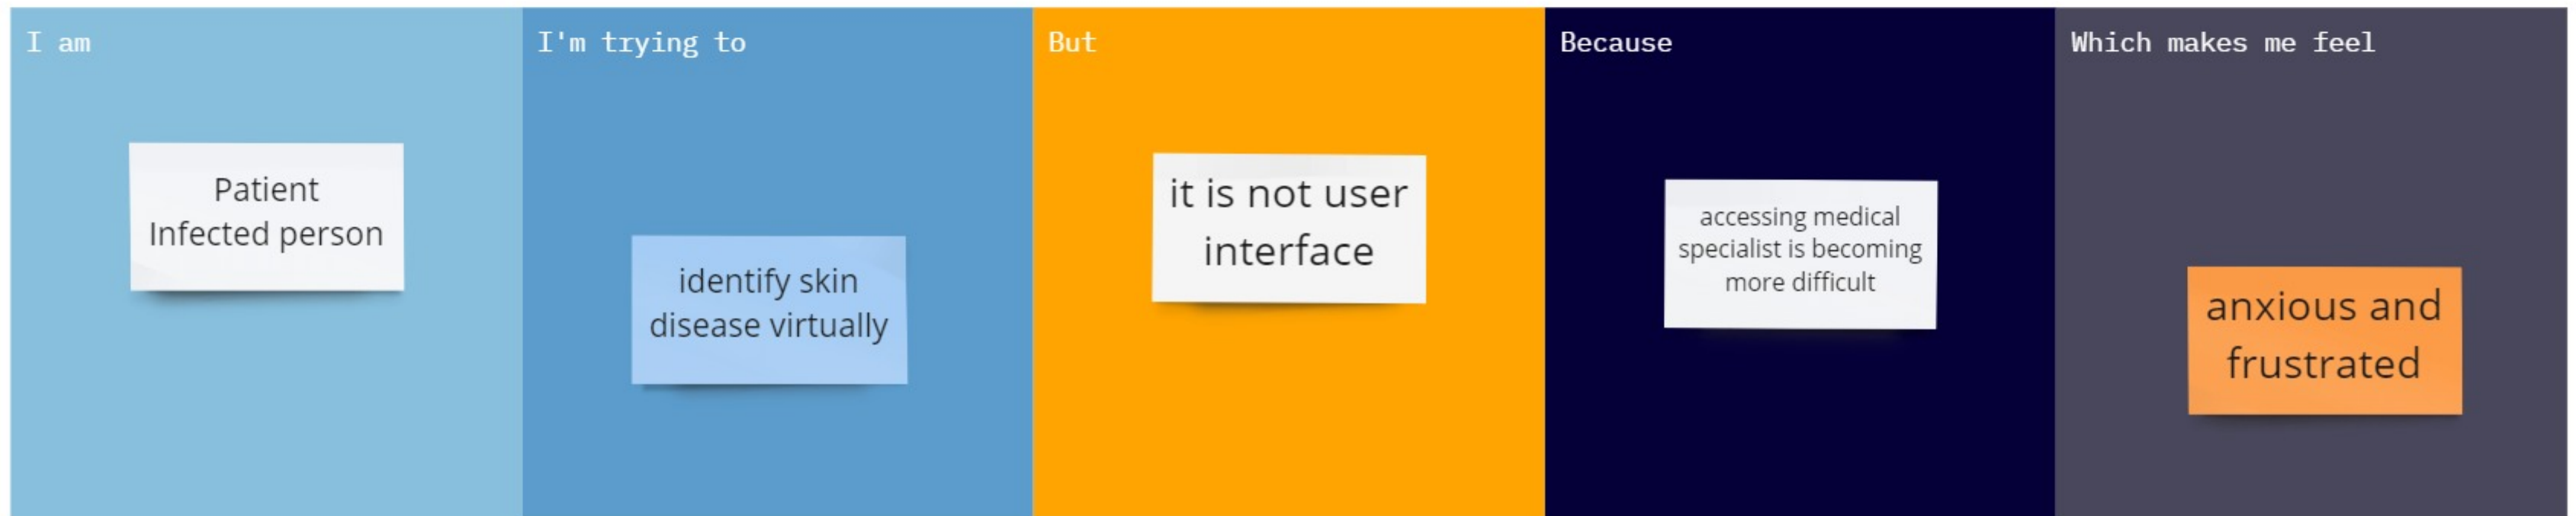 I am
Patient
Infected person
I'm trying to
identify skin
disease virtually
But
it is not user
interface
Because
accessing medical
specialist is becoming
more difficult
Which makes me feel
anxious and
frustrated